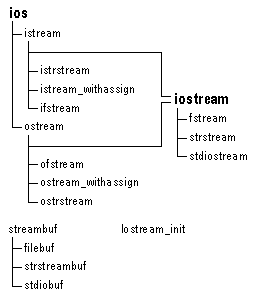 ios
istream
istrstream
istream_withassign
ifstream
ostream
ofstream
ostream_withassign
ostrstream
iostream
fstream
strstream
stdiostream
streambuf
filebuf
strstreambuf
stdiobuf
Iostream_init